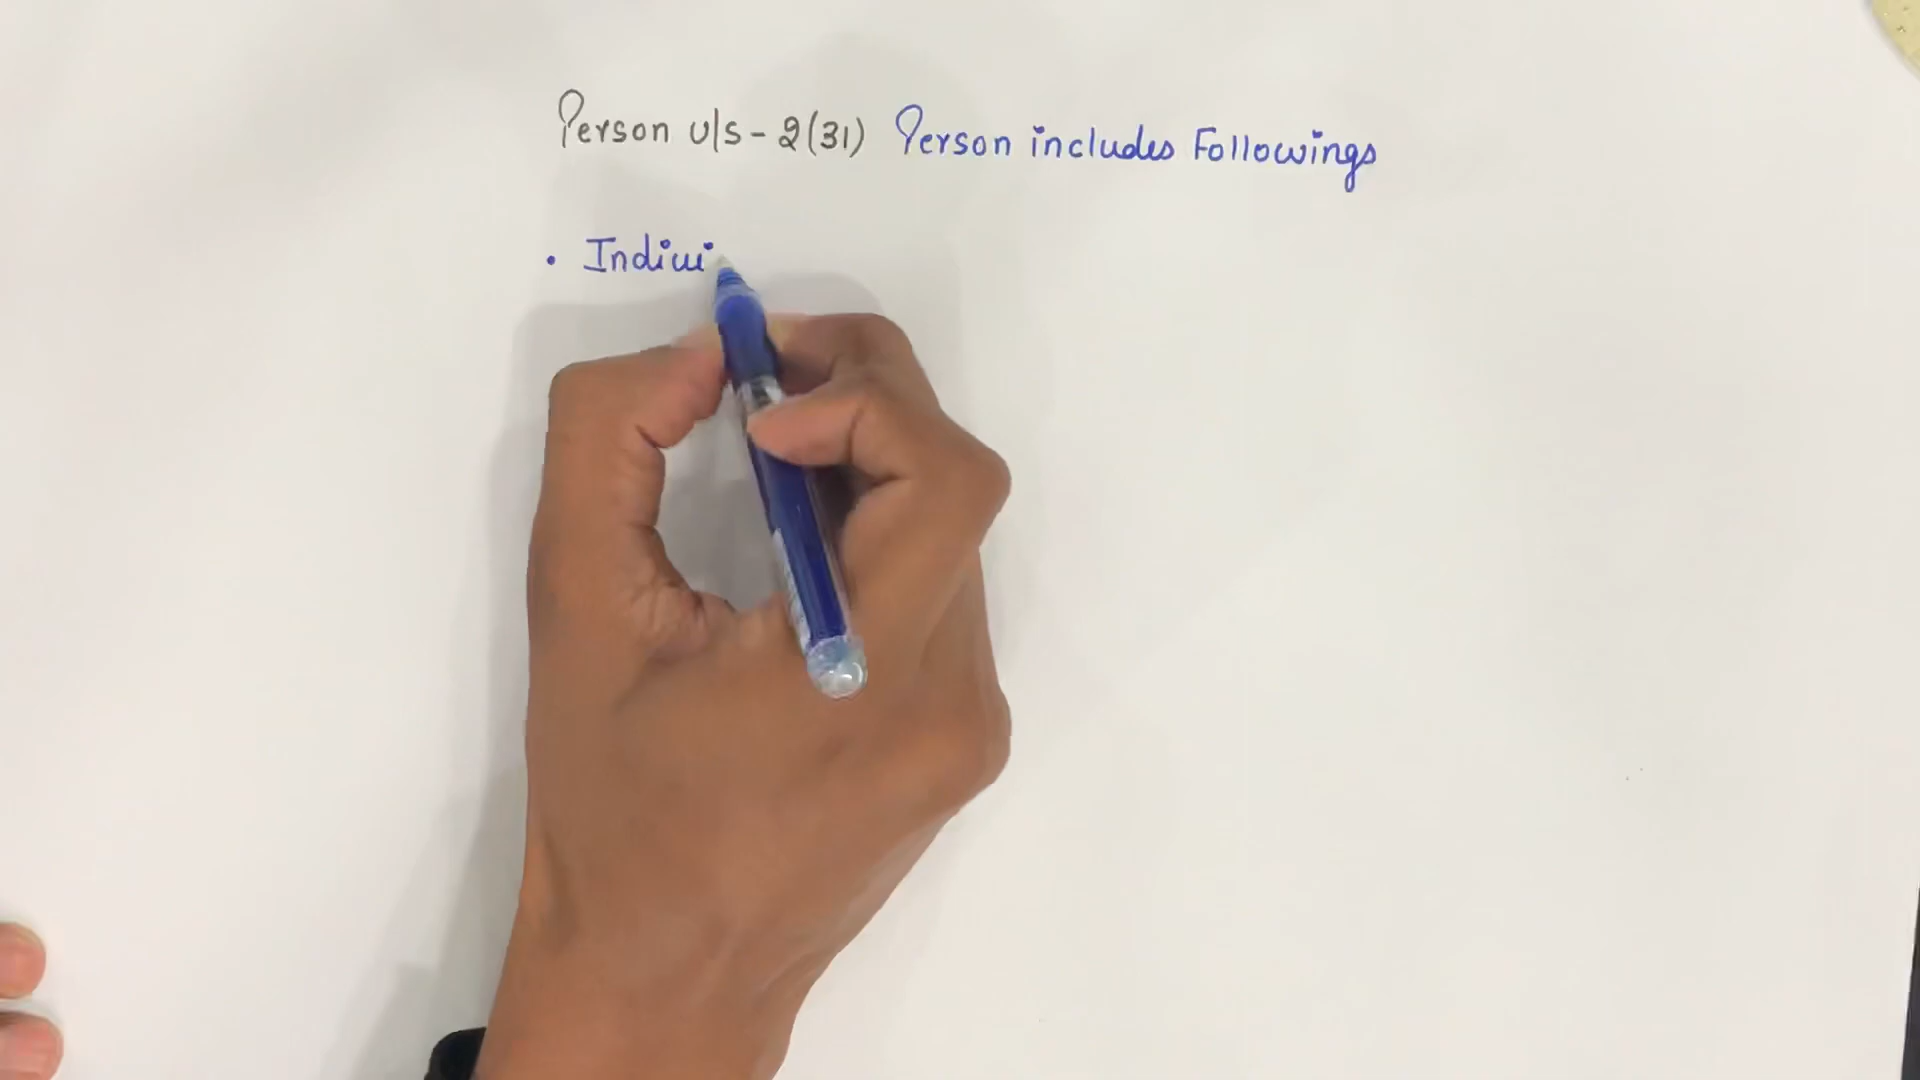 Person u/s - 2(31) Person includes Followings
• Indivi